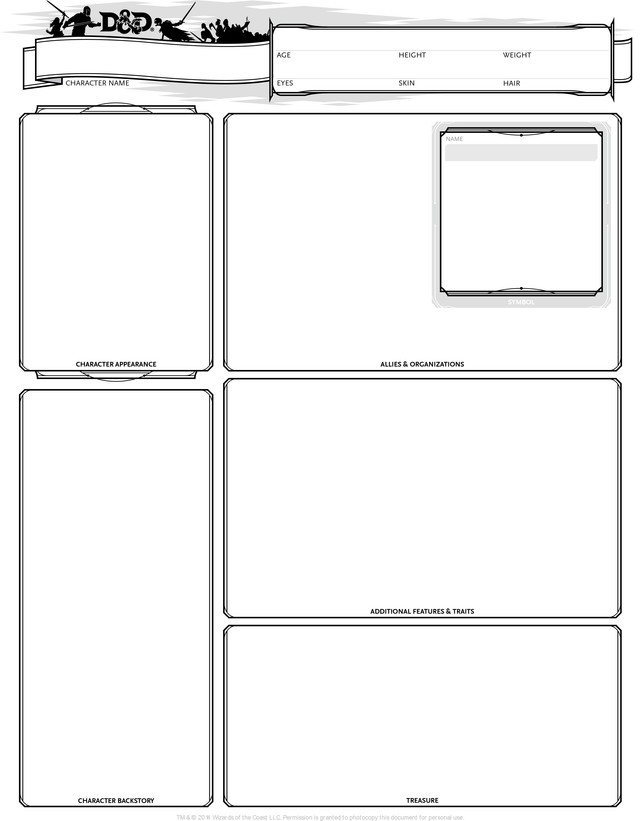 D&D®
AGE HEIGHT WEIGHT
CHARACTER NAME
EYES SKIN HAIR
NAME
SYMBOL
CHARACTER APPEARANCE
ALLIES & ORGANIZATIONS
ADDITIONAL FEATURES & TRAITS
CHARACTER BACKSTORY
TREASURE
TM & © 2016 Wizards of the Coast LLC. Permission is granted to photocopy this document for personal use.